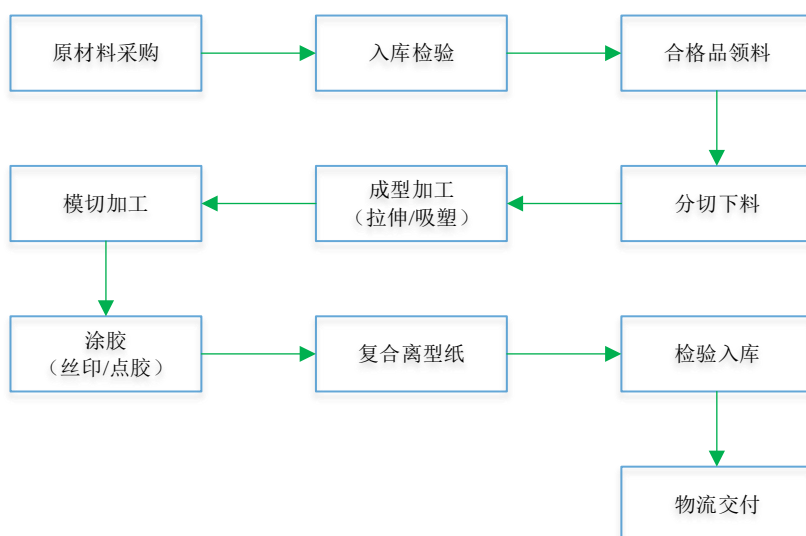 原材料采购
入库检验
合格品领料
模切加工
成型加工
（拉伸/吸塑）
分切下料
涂胶
（丝印/点胶）
复合离型纸
检验入库
物流交付